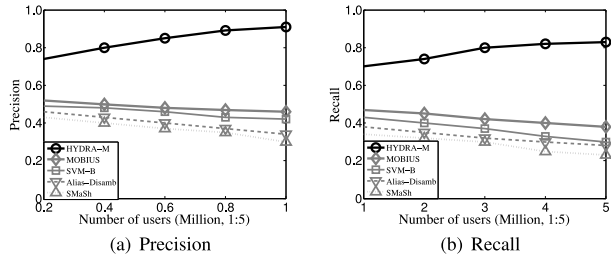 1.0
0.8
0.6
0.4
0.2
0
Precision
HYDRA−M
MOBIUS
SVM−B
Alias−Disamb
SMaSh
0.2 0.4 0.6 0.8 1
Number of users (Million, 1:5)
(a) Precision
1.0
0.8
0.6
0.4
0.2
0
Recall
HYDRA−M
MOBIUS
SVM−B
Alias−Disamb
SMaSh
1 2 3 4 5
Number of users (Million, 1:5)
(b) Recall